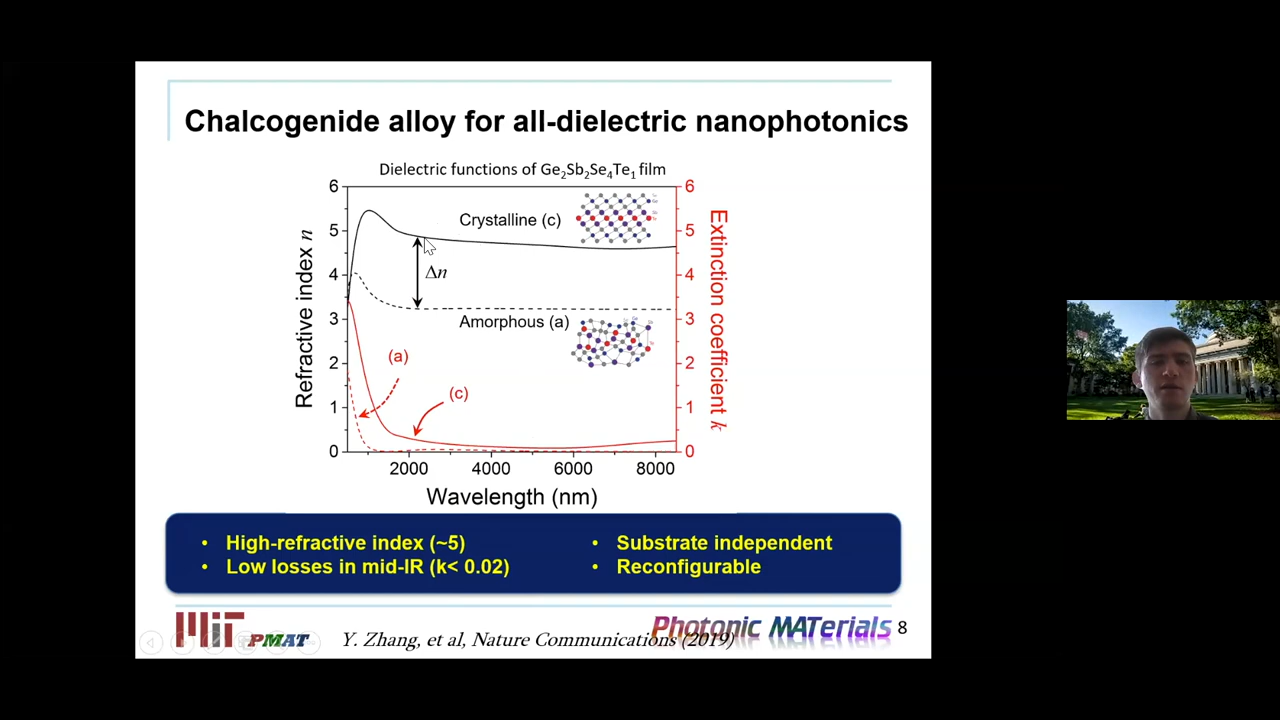 Chalcogenide alloy for all-dielectric nanophotonics
Dielectric functions of Ge₂Sb₂Se₄Te₁ film
Refractive index n
6
5
4
3
2
1
0
Crystalline (c)
Δn
Amorphous (a)
(a)
(c)
6
5
4
3
2
1
0
Extinction coefficient k
2000 4000 6000 8000
Wavelength (nm)
• High-refractive index (~5)
• Low losses in mid-IR (k< 0.02)
• Substrate independent
• Reconfigurable
MIT PMAT
Y. Zhang, et al, Nature Communications (2019)
Photonic MATerials
8